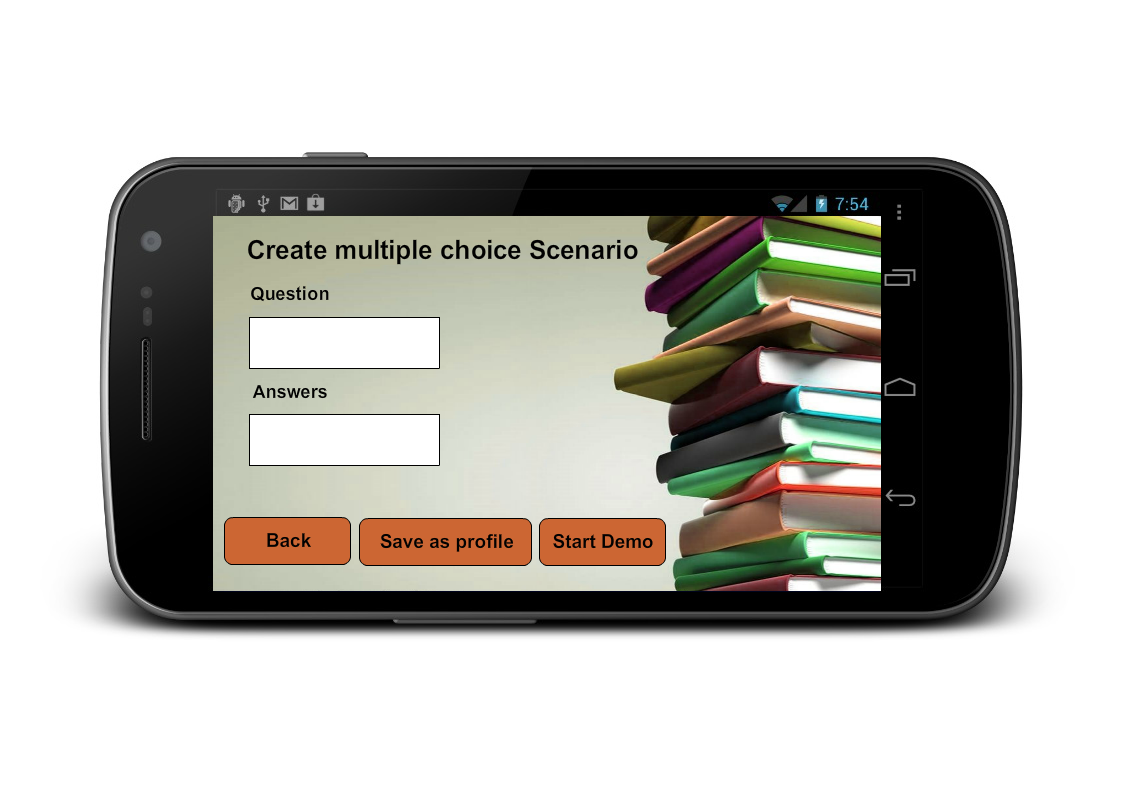 7:54
Create multiple choice Scenario
Question
Answers
Back
Save as profile
Start Demo